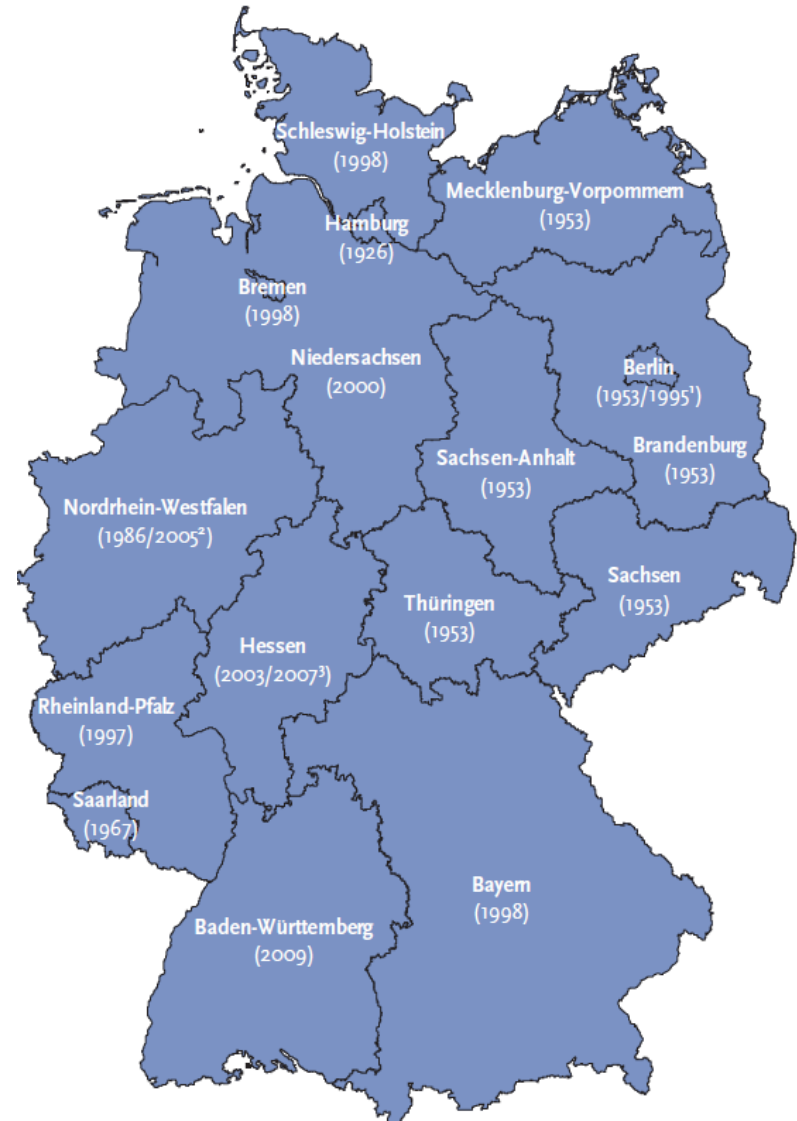 Schleswig-Holstein
(1998)
Mecklenburg-Vorpommern
(1953)
Hamburg
(1926)
Bremen
(1998)
Niedersachsen
(2000)
Berlin
(1953/1995¹)
Brandenburg
(1953)
Sachsen-Anhalt
(1953)
Nordrhein-Westfalen
(1986/2005²)
Sachsen
(1953)
Thüringen
(1953)
Hessen
(2003/2007³)
Rheinland-Pfalz
(1997)
Saarland
(1967)
Bayern
(1998)
Baden-Württemberg
(2009)